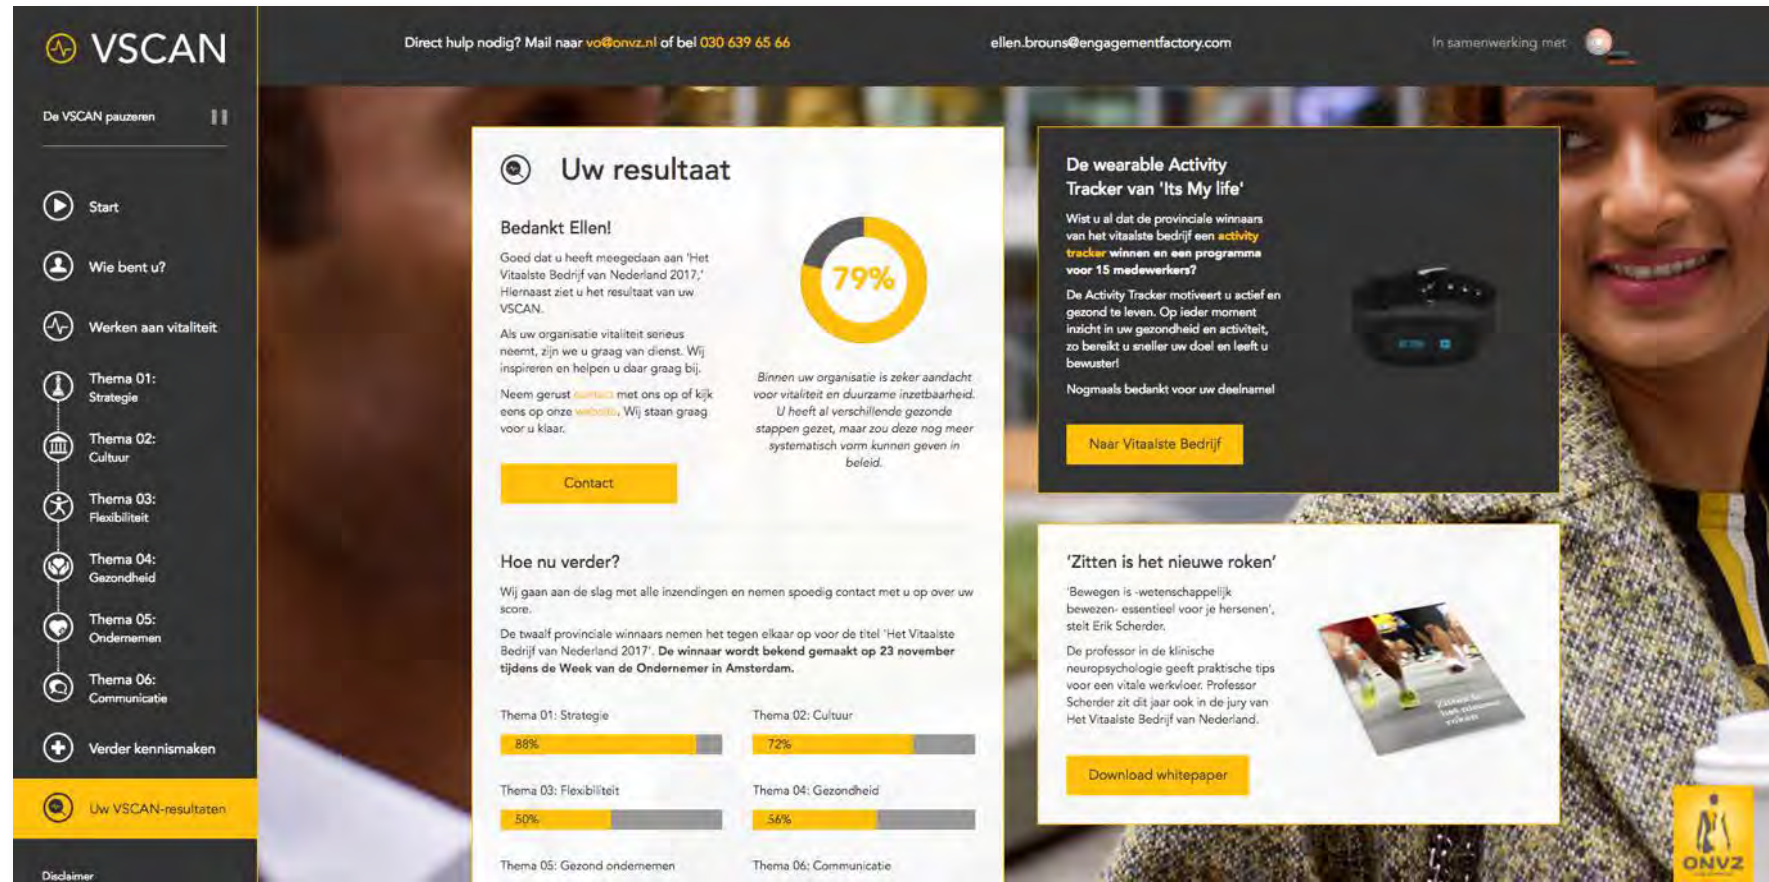 VSCAN
Direct hulp nodig? Mail naar vo@onvz.nl of bel 030 639 65 66
ellen.brouns@engagementfactory.com
In samenwerking met
De VSCAN pauzeren
Start
Wie bent u?
Werken aan vitaliteit
Thema 01:
Strategie
Thema 02:
Cultuur
Thema 03:
Flexibiliteit
Thema 04:
Gezondheid
Thema 05:
Ondernemen
Thema 06:
Communicatie
Verder kennismaken
Uw VSCAN-resultaten
Disclaimer
Uw resultaat
Bedankt Ellen!
Goed dat u heeft meegedaan aan 'Het
Vitaalste Bedrijf van Nederland 2017,'
Hiernaast ziet u het resultaat van uw
VSCAN.
Als uw organisatie vitaliteit serieus
neemt, zijn we u graag van dienst. Wij
inspireren en helpen u daar graag bij.
Neem gerust contact met ons op of kijk
eens op onze website. Wij staan graag
voor u klaar.
Contact
79%
Binnen uw organisatie is zeker aandacht
voor vitaliteit en duurzame inzetbaarheid.
U heeft al verschillende gezonde
stappen gezet, maar zou deze nog meer
systematisch vorm kunnen geven in
beleid.
Hoe nu verder?
Wij gaan aan de slag met alle inzendingen en nemen spoedig contact met u op over uw
score.
De twaalf provinciale winnaars nemen het tegen elkaar op voor de titel 'Het Vitaalste
Bedrijf van Nederland 2017'. De winnaar wordt bekend gemaakt op 23 november
tijdens de Week van de Ondernemer in Amsterdam.
Thema 01: Strategie
88%
Thema 02: Cultuur
72%
Thema 03: Flexibiliteit
50%
Thema 04: Gezondheid
56%
Thema 05: Gezond ondernemen
Thema 06: Communicatie
De wearable Activity
Tracker van 'Its My life'
Wist u al dat de provinciale winnaars
van het vitaalste bedrijf een activity
tracker winnen en een programma
voor 15 medewerkers?
De Activity Tracker motiveert u actief en
gezond te leven. Op ieder moment
inzicht in uw gezondheid en activiteit,
zo bereikt u sneller uw doel en leeft u
bewuster!
Nogmaals bedankt voor uw deelname!
Naar Vitaalste Bedrijf
'Zitten is het nieuwe roken'
'Bewegen is -wetenschappelijk
bewezen- essentieel voor je hersenen',
stelt Erik Scherder.
De professor in de klinische
neuropsychologie geeft praktische tips
voor een vitale werkvloer. Professor
Scherder zit dit jaar ook in de jury van
Het Vitaalste Bedrijf van Nederland.
Download whitepaper
Zitten is
het nieuwe
roken
ONVZ